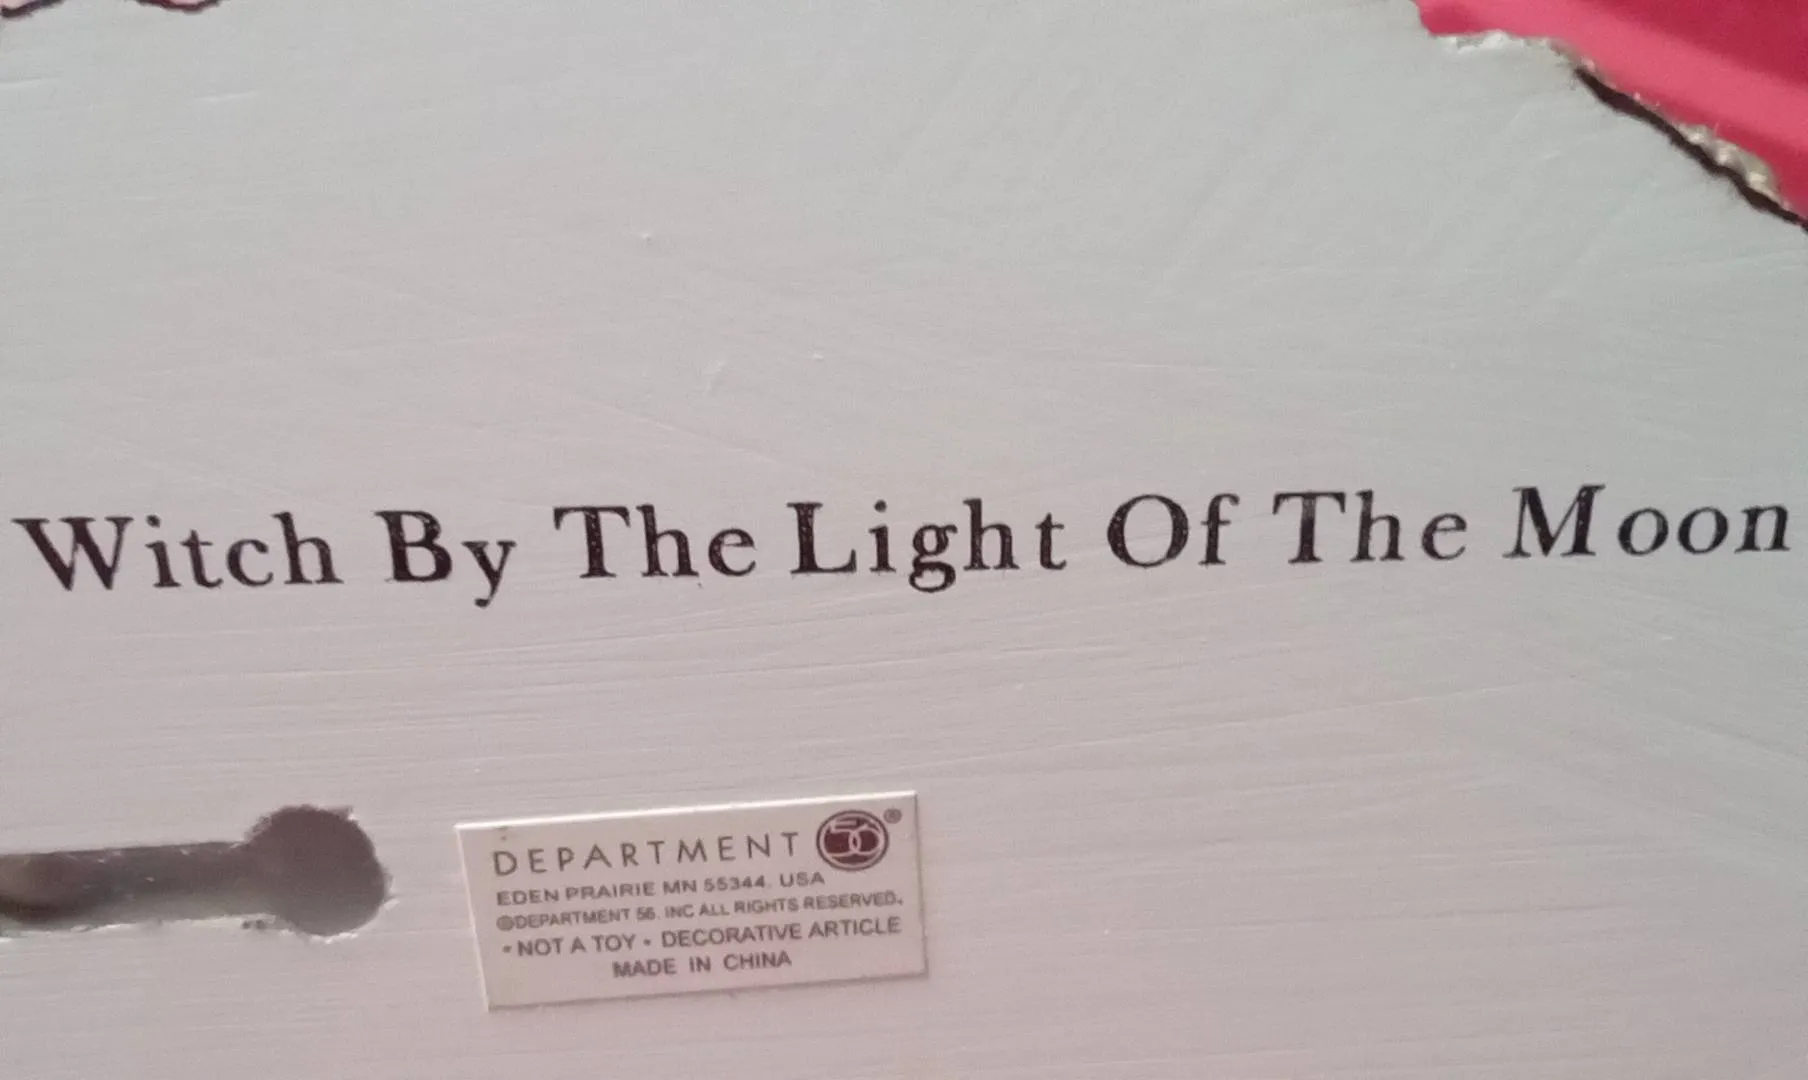 Witch By The Light Of The Moon
DEPARTMENT 56®
EDEN PRAIRIE MN 55344. USA
©DEPARTMENT 56. INC ALL RIGHTS RESERVED.
• NOT A TOY • DECORATIVE ARTICLE
MADE IN CHINA